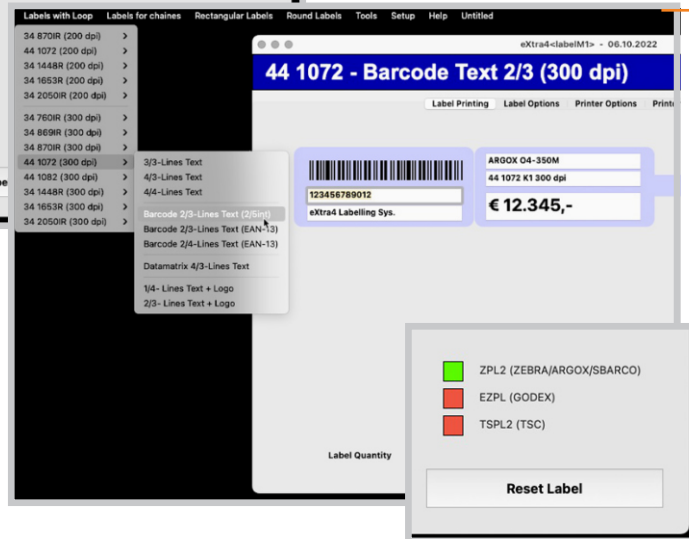 Labels with Loop Labels for chaines Rectangular Labels Round Labels Tools Setup Help Untitled
34 870IR (200 dpi) >
44 1072 (200 dpi) >
34 1448R (200 dpi) >
34 1653R (200 dpi) >
34 2050IR (200 dpi) >
34 760IR (300 dpi) >
34 869IR (300 dpi) >
34 870IR (300 dpi) >
44 1072 (300 dpi) >
44 1082 (300 dpi) >
34 1448R (300 dpi) >
34 1653R (300 dpi) >
34 2050IR (300 dpi) >
3/3-Lines Text
4/3-Lines Text
4/4-Lines Text
Barcode 2/3-Lines Text (2/5int)
Barcode 2/3-Lines Text (EAN-13)
Barcode 2/4-Lines Text (EAN-13)
Datamatrix 4/3-Lines Text
1/4- Lines Text + Logo
2/3- Lines Text + Logo
eXtra4<labelM1> - 06.10.2022
44 1072 - Barcode Text 2/3 (300 dpi)
Label Printing Label Options Printer Options
123456789012
eXtra4 Labelling Sys.
ARGOX O4-350M
44 1072 K1 300 dpi
€ 12.345,-
Label Quantity
ZPL2 (ZEBRA/ARGOX/SBARCO)
EZPL (GODEX)
TSPL2 (TSC)
Reset Label